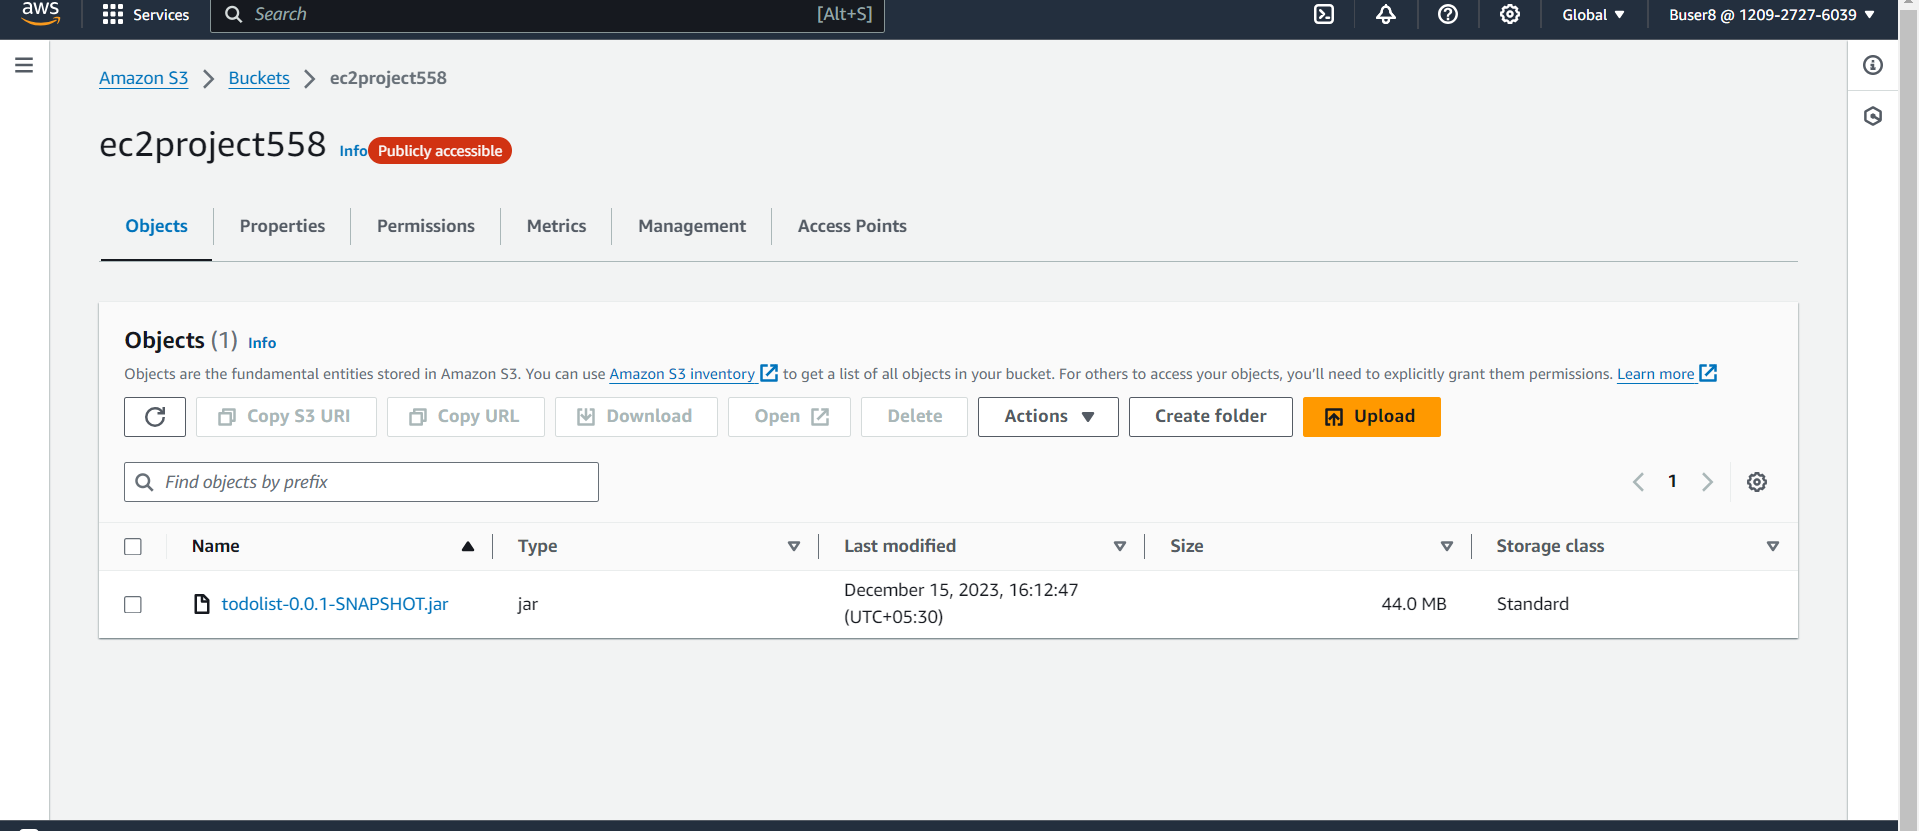 aws Services Search [Alt+S] Global Buser8 @ 1209-2727-6039
Amazon S3 Buckets ec2project558
ec2project558 Info Publicly accessible
Objects Properties Permissions Metrics Management Access Points
Objects (1) Info
Objects are the fundamental entities stored in Amazon S3. You can use Amazon S3 inventory to get a list of all objects in your bucket. For others to access your objects, you’ll need to explicitly grant them permissions. Learn more
Copy S3 URI Copy URL Download Open Delete Actions Create folder Upload
Find objects by prefix 1
Name Type Last modified Size Storage class
todolist-0.0.1-SNAPSHOT.jar jar December 15, 2023, 16:12:47 44.0 MB Standard
(UTC+05:30)